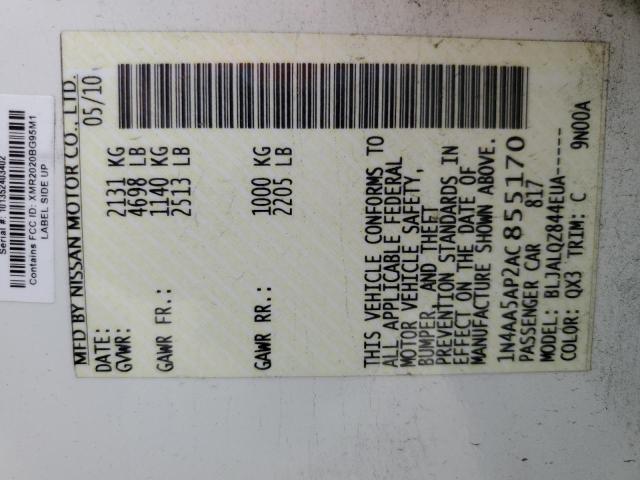 Serial #: 101352403402
Contains FCC ID: XMR2020BG95M1
LABEL SIDE UP
MFD BY NISSAN MOTOR CO., LTD.
DATE: 05/10
GVWR: 2131 KG
4698 LB
GAWR FR.: 1140 KG
2513 LB
GAWR RR.: 1000 KG
2205 LB
THIS VEHICLE CONFORMS TO
ALL APPLICABLE FEDERAL
MOTOR VEHICLE SAFETY,
BUMPER, AND THEFT
PREVENTION STANDARDS IN
EFFECT ON THE DATE OF
MANUFACTURE SHOWN ABOVE.
1N4AA5AP2AC855170
PASSENGER CAR 817
MODEL: BLJALQZ844EUA-----
COLOR: QX3 TRIM: C 9N00A